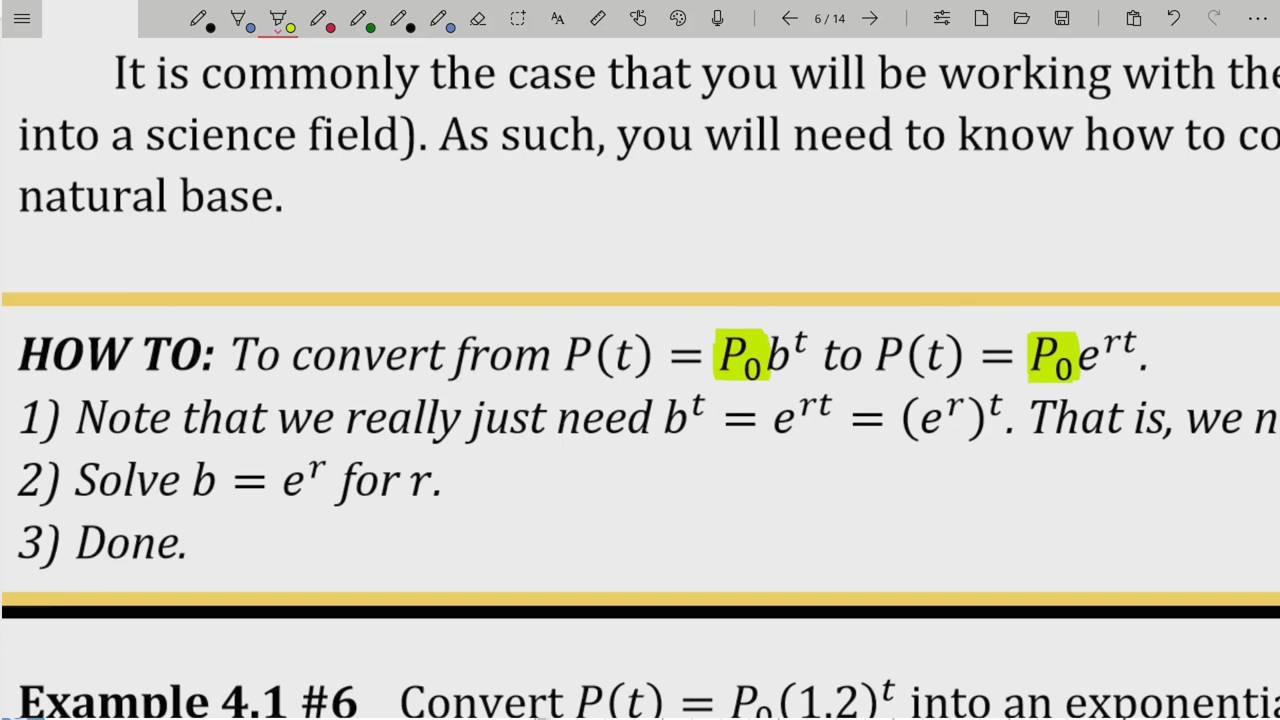 6 / 14
It is commonly the case that you will be working with the
into a science field). As such, you will need to know how to co
natural base.
HOW TO: To convert from P(t) = P₀bᵗ to P(t) = P₀eʳᵗ.
1) Note that we really just need bᵗ = eʳᵗ = (eʳ)ᵗ. That is, we n
2) Solve b = eʳ for r.
3) Done.
Example 4.1 #6 Convert P(t) = P₀(1.2)ᵗ into an exponentia